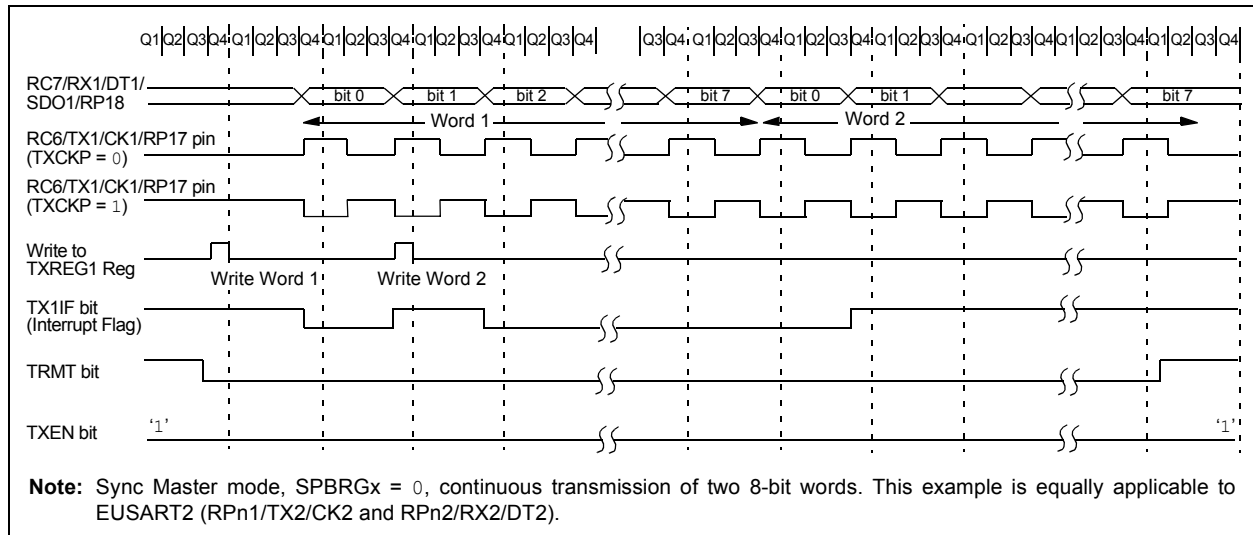 Q1 Q2 Q3 Q4 Q1 Q2 Q3 Q4 Q1 Q2 Q3 Q4 Q1 Q2 Q3 Q4 Q1 Q2 Q3 Q4 Q3 Q4 Q1 Q2 Q3 Q4 Q1 Q2 Q3 Q4 Q1 Q2 Q3 Q4 Q1 Q2 Q3 Q4 Q1 Q2 Q3 Q4 Q1 Q2 Q3 Q4
RC7/RX1/DT1/
SDO1/RP18
bit 0 bit 1 bit 2 bit 7 bit 0 bit 1 bit 7
Word 1 Word 2
RC6/TX1/CK1/RP17 pin
(TXCKP = 0)
RC6/TX1/CK1/RP17 pin
(TXCKP = 1)
Write to
TXREG1 Reg
Write Word 1 Write Word 2
TX1IF bit
(Interrupt Flag)
TRMT bit
TXEN bit
‘1’ ‘1’
Note: Sync Master mode, SPBRGx = 0, continuous transmission of two 8-bit words. This example is equally applicable to
EUSART2 (RPn1/TX2/CK2 and RPn2/RX2/DT2).